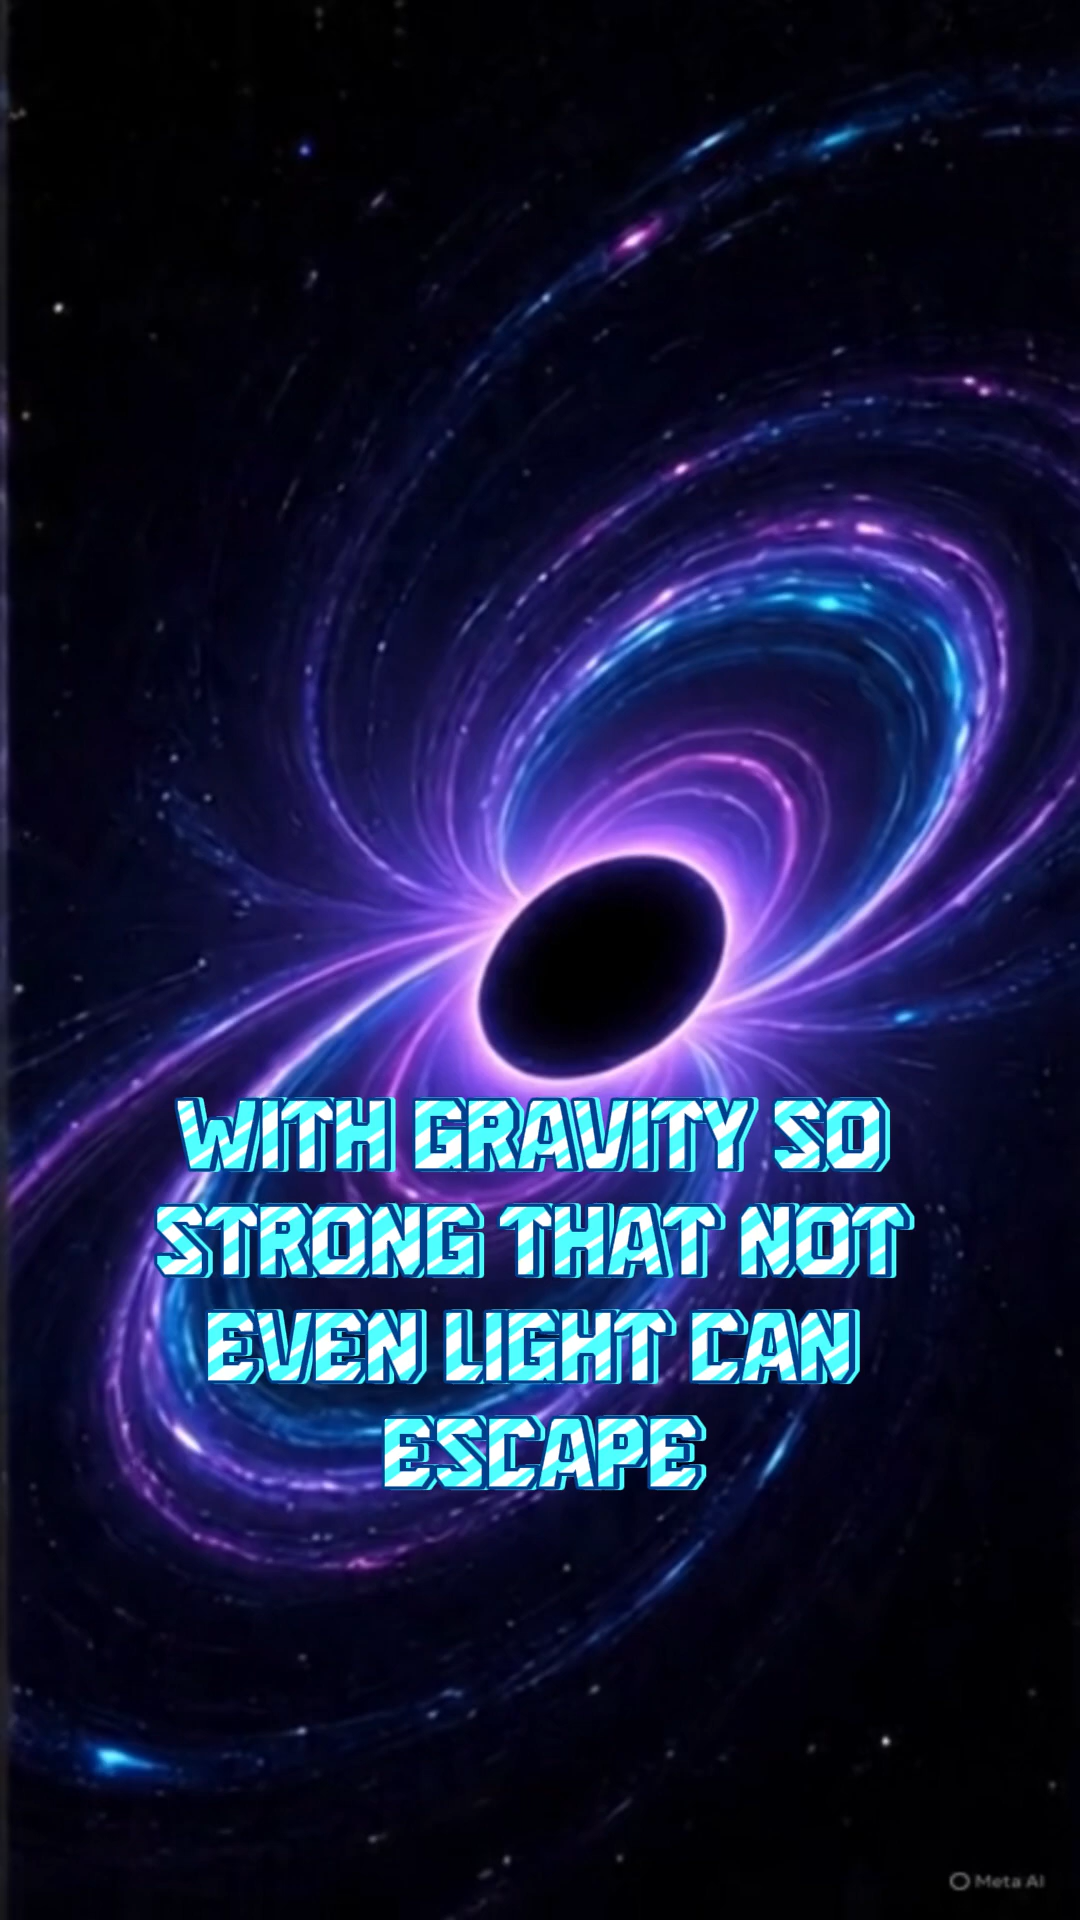 WITH GRAVITY SO
STRONG THAT NOT
EVEN LIGHT CAN
ESCAPE
Meta AI